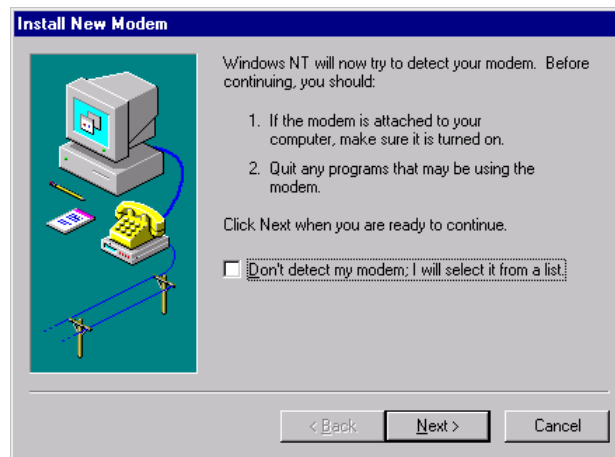 Install New Modem
Windows NT will now try to detect your modem. Before
continuing, you should:
1. If the modem is attached to your
computer, make sure it is turned on.
2. Quit any programs that may be using the
modem.
Click Next when you are ready to continue.
Don't detect my modem; I will select it from a list.
< Back
Next >
Cancel